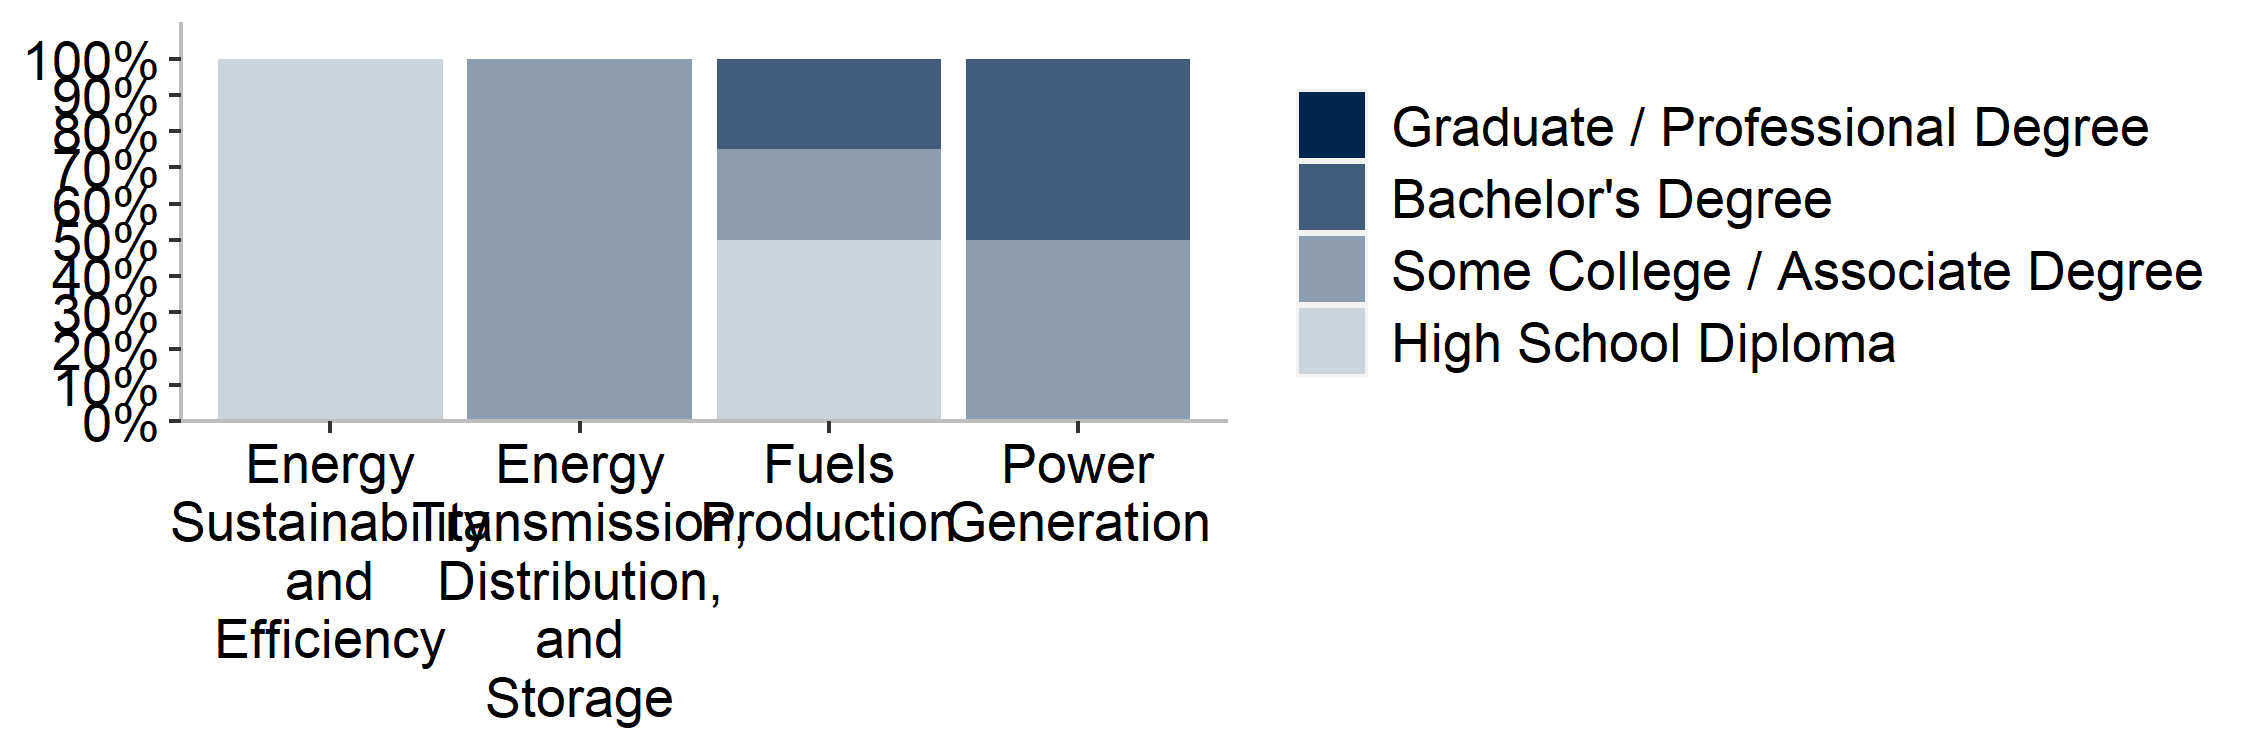 100%
90%
80%
70%
60%
50%
40%
30%
20%
10%
0%
Energy
Sustainability
and
Efficiency
Energy
Transmission,
Distribution,
and
Storage
Fuels
Production
Power
Generation
Graduate / Professional Degree
Bachelor's Degree
Some College / Associate Degree
High School Diploma